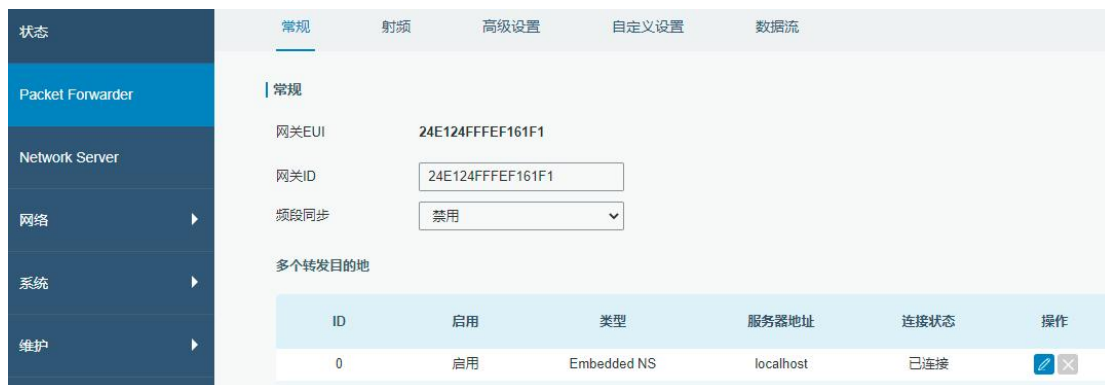 状态
Packet Forwarder
Network Server
网络
系统
维护
常规 射频 高级设置 自定义设置 数据流
常规
网关EUI 24E124FFFEF161F1
网关ID 24E124FFFEF161F1
频段同步 禁用
多个转发目的地
ID 启用 类型 服务器地址 连接状态 操作
0 启用 Embedded NS localhost 已连接